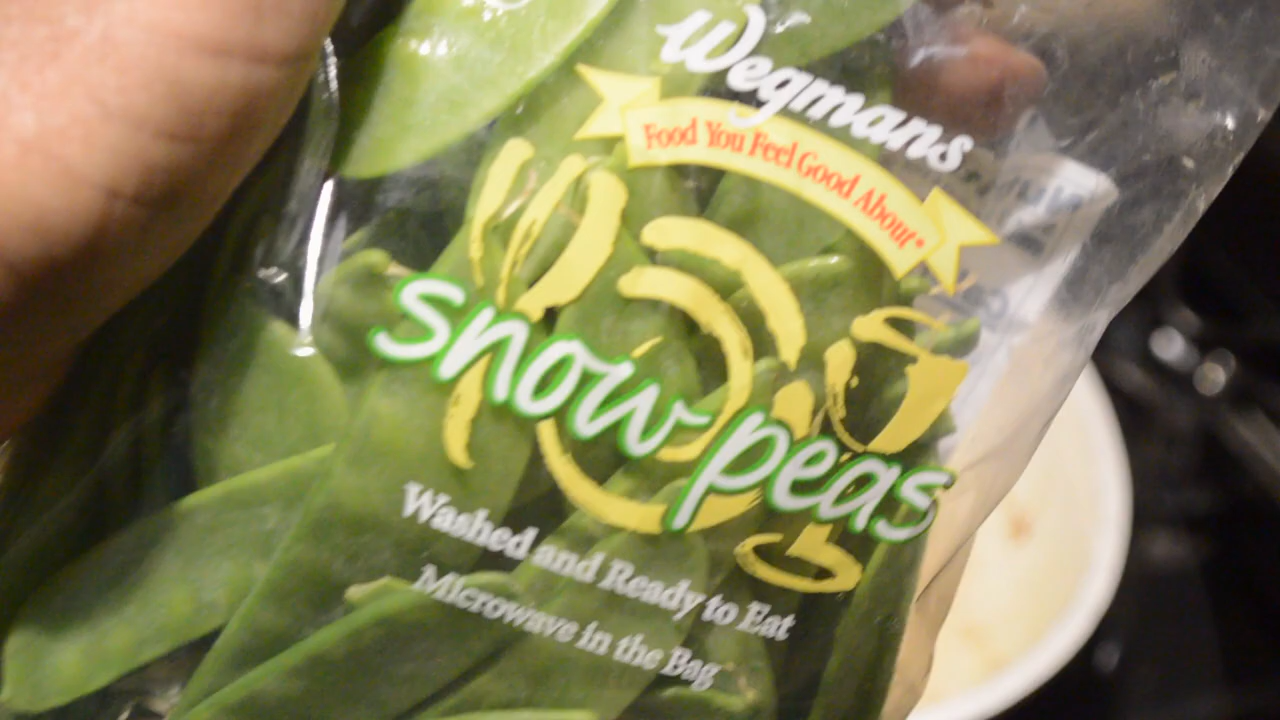 Wegmans
Food You Feel Good About®
snow peas
Washed and Ready to Eat
Microwave in the Bag